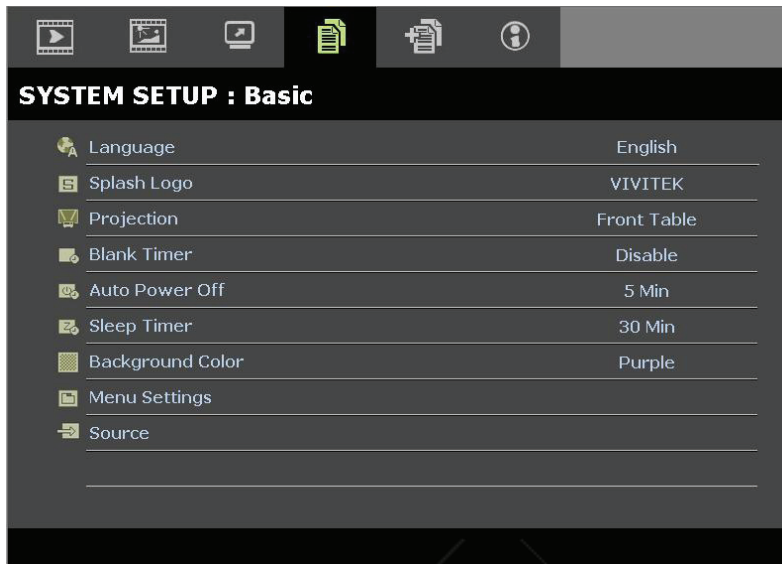 SYSTEM SETUP : Basic
Language English
Splash Logo VIVITEK
Projection Front Table
Blank Timer Disable
Auto Power Off 5 Min
Sleep Timer 30 Min
Background Color Purple
Menu Settings
Source